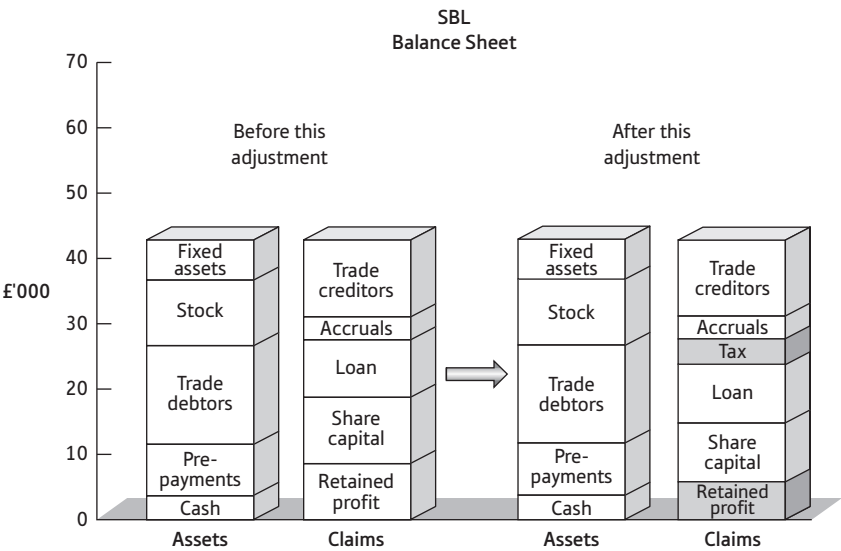 SBL
Balance Sheet
70
60
50
40
30
20
10
0
£'000
Before this
adjustment
After this
adjustment
Fixed
assets
Stock
Trade
debtors
Pre-
payments
Cash
Assets
Trade
creditors
Accruals
Loan
Share
capital
Retained
profit
Claims
Fixed
assets
Stock
Trade
debtors
Pre-
payments
Cash
Assets
Trade
creditors
Accruals
Tax
Loan
Share
capital
Retained
profit
Claims